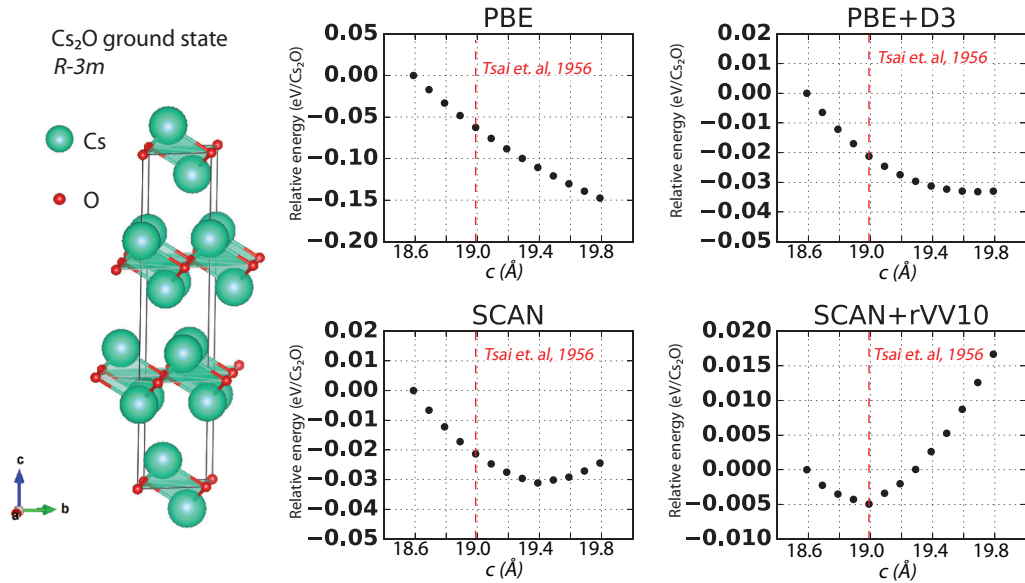 Cs₂O ground state
R-3m
Cs
O
c
a
b
PBE
Relative energy (eV/Cs₂O)
0.05
0.00
−0.05
−0.10
−0.15
−0.20
Tsai et. al, 1956
18.6 19.0 19.4 19.8
c (Å)
PBE+D3
Relative energy (eV/Cs₂O)
0.02
0.01
0.00
−0.01
−0.02
−0.03
−0.04
−0.05
Tsai et. al, 1956
18.6 19.0 19.4 19.8
c (Å)
SCAN
Relative energy (eV/Cs₂O)
0.02
0.01
0.00
−0.01
−0.02
−0.03
−0.04
−0.05
Tsai et. al, 1956
18.6 19.0 19.4 19.8
c (Å)
SCAN+rVV10
Relative energy (eV/Cs₂O)
0.020
0.015
0.010
0.005
0.000
−0.005
−0.010
Tsai et. al, 1956
18.6 19.0 19.4 19.8
c (Å)